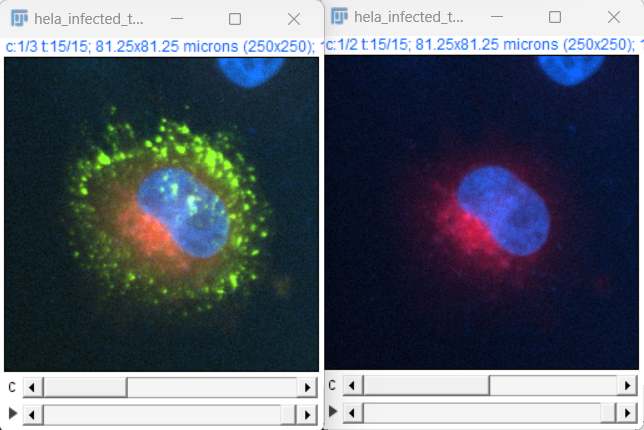 hela_infected_t...
c:1/3 t:15/15; 81.25x81.25 microns (250x250);
c
hela_infected_t...
c:1/2 t:15/15; 81.25x81.25 microns (250x250);
c